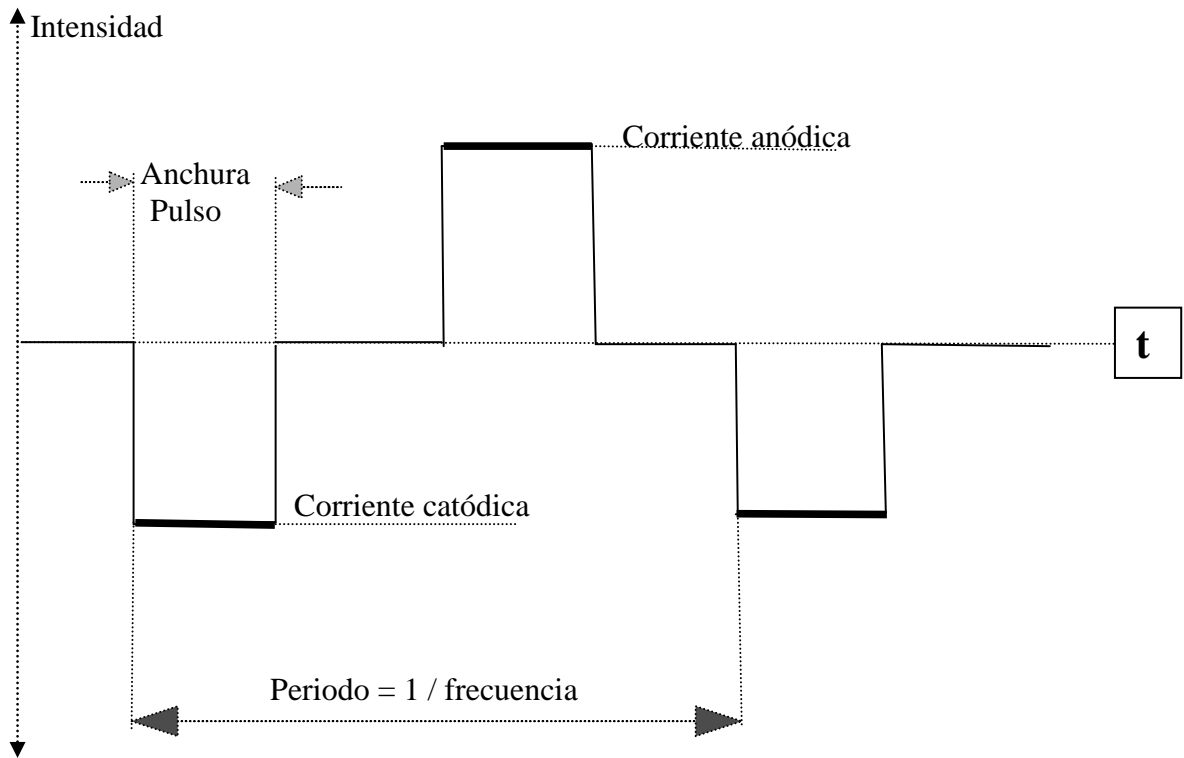 Intensidad
Corriente anódica
Anchura
Pulso
t
Corriente catódica
Periodo = 1 / frecuencia